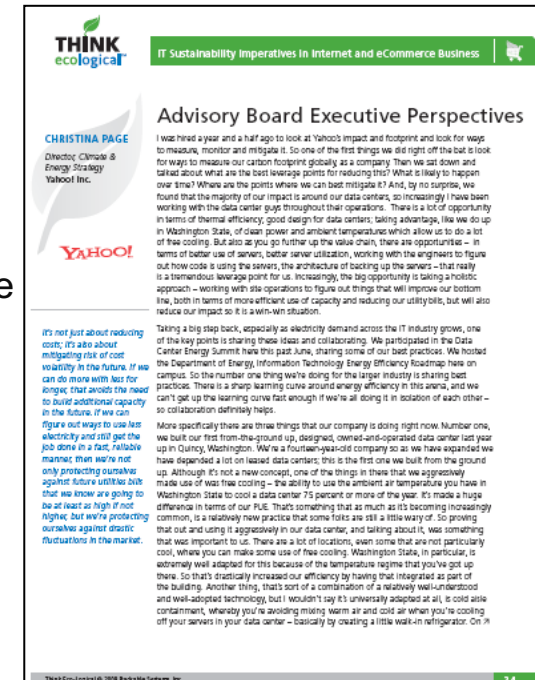 THINK
ecological
IT Sustainability Imperatives in Internet and eCommerce Business
Advisory Board Executive Perspectives
CHRISTINA PAGE
Director, Climate &
Energy Strategy
Yahoo! Inc.
YAHOO!
It's not just about reducing
costs; it's also about
mitigating risk of cost
volatility in the future. If we
can do more with less for
longer, that avoids the need
to build additional capacity
in the future. If we can
figure out ways to use less
electricity and still get the
job done in a fast, reliable
manner, then we're not
only protecting ourselves
against future utilities bills
that we know are going to
be at least as high if not
higher, but we're protecting
ourselves against drastic
fluctuations in the market.
I was hired a year and a half ago to look at Yahoo's impact and footprint and look for ways
to measure, monitor and mitigate it. So one of the first things we did right off the bat is look
for ways to measure our carbon footprint globally, as a company. Then we sat down and
talked about what are the best leverage points for reducing this? What is likely to happen
over time? Where are the points where we can best mitigate it? And, by no surprise, we
found that the majority of our impact is around our data centers, so increasingly I have been
working with the data center guys throughout their operations. There is a lot of opportunity
in terms of thermal efficiency; good design for data centers; taking advantage, like we do up
in Washington State, of clean power and ambient temperatures which allow us to do a lot
of free cooling. But also as you go further up the value chain, there are opportunities – in
terms of better use of servers, better server utilization, working with the engineers to figure
out how code is using the servers, the architecture of backing up the servers – that really
is a tremendous leverage point for us. Increasingly, the big opportunity is taking a holistic
approach – working with site operations to figure out things that will improve our bottom
line, both in terms of more efficient use of capacity and reducing our utility bills, but will also
reduce our impact so it is a win-win situation.
Taking a big step back, especially as electricity demand across the IT industry grows, one
of the key points is sharing these ideas and collaborating. We participated in the Data
Center Energy Summit here this past June, sharing some of our best practices. We hosted
the Department of Energy, Information Technology Energy Efficiency Roadmap here on
campus. So the number one thing we're doing for the larger industry is sharing best
practices. There is a sharp learning curve around energy efficiency in this arena, and we
can't get up the learning curve fast enough if we're all doing it in isolation of each other –
so collaboration definitely helps.
More specifically there are three things that our company is doing right now. Number one,
we built our first from-the-ground up, designed, owned-and-operated data center last year
up in Quincy, Washington. We're a fourteen-year-old company so as we have expanded we
have depended a lot on leased data centers; this is the first one we built from the ground
up. Although it's not a new concept, one of the things in there that we aggressively
made use of was free cooling – the ability to use the ambient air temperature you have in
Washington State to cool a data center 75 percent or more of the year. It's made a huge
difference in terms of our PUE. That's something that as much as it's becoming increasingly
common, is a relatively new practice that some folks are still a little wary of. So proving
that out and using it aggressively in our data center, and talking about it, was something
that was important to us. There are a lot of locations, even some that are not particularly
cool, where you can make some use of free cooling. Washington State, in particular, is
extremely well adapted for this because of the temperature regime that you've got up
there. So that's drastically increased our efficiency by having that integrated as part of
the building. Another thing, that's sort of a combination of a relatively well-understood
and well-adopted technology, but I wouldn't say it's universally adopted at all, is cold aisle
containment, whereby you're avoiding mixing warm air and cold air when you're cooling
off your servers in your data center – basically by creating a little walk-in refrigerator. On
Think Eco-Logical © 2008 Rackable Systems, Inc.
34
e